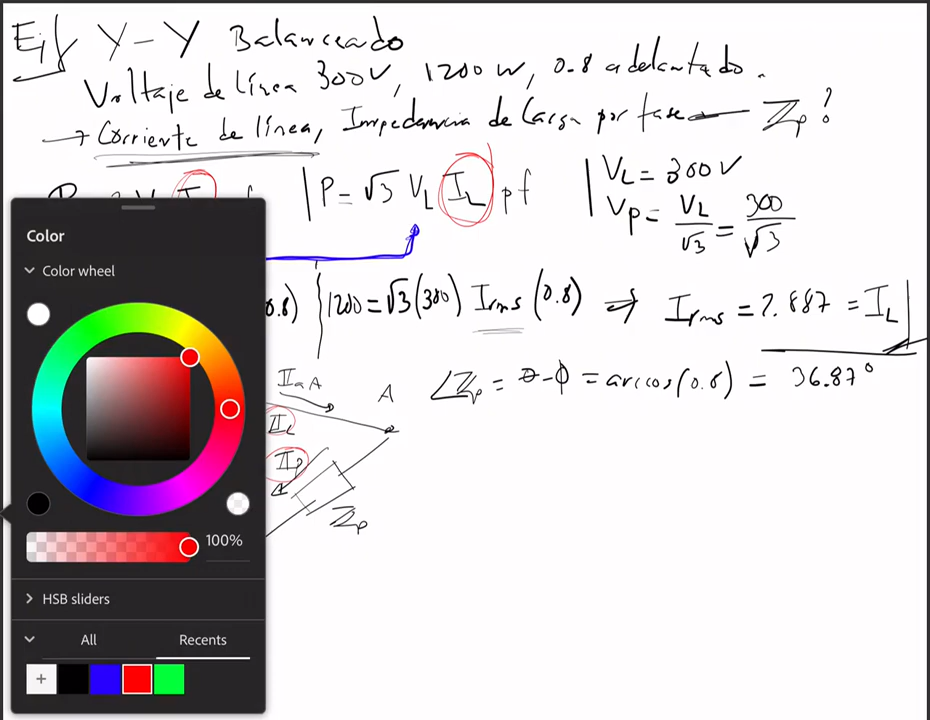 Ej/ Y-Y Balanceado
Voltaje de línea 300V, 1200 W, 0.8 adelantado.
→ Corriente de línea, Impedancia de Carga por fase Zp?
P = √3 VL IL pf
VL = 300 V
Vp = VL/√3 = 300/√3
0.8) 1200 = √3(300) Irms (0.8) ⇒ Irms = 2.887 = IL
IaA
A
∠Zp = θ-φ = arccos(0.8) = 36.87°
IL
Ip
Zp
Color
Color wheel
100%
HSB sliders
All Recents
+